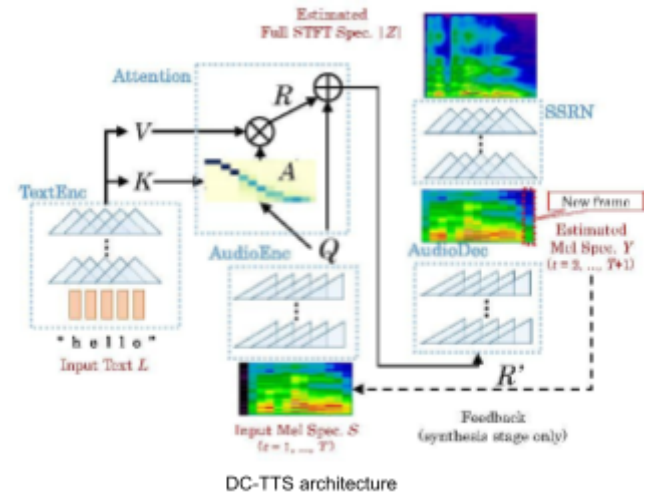 Estimated
Full STFT Spec. |Z|
Attention
R
SSRN
V
A
K
TextEnc
New frame
Q
AudioEnc
AudioDec
Estimated
Mel Spec. Y
(t = 2, ..., T+1)
"hello"
Input Text L
R'
Input Mel Spec. S
(t = 1, ..., T)
Feedback
(synthesis stage only)
DC-TTS architecture